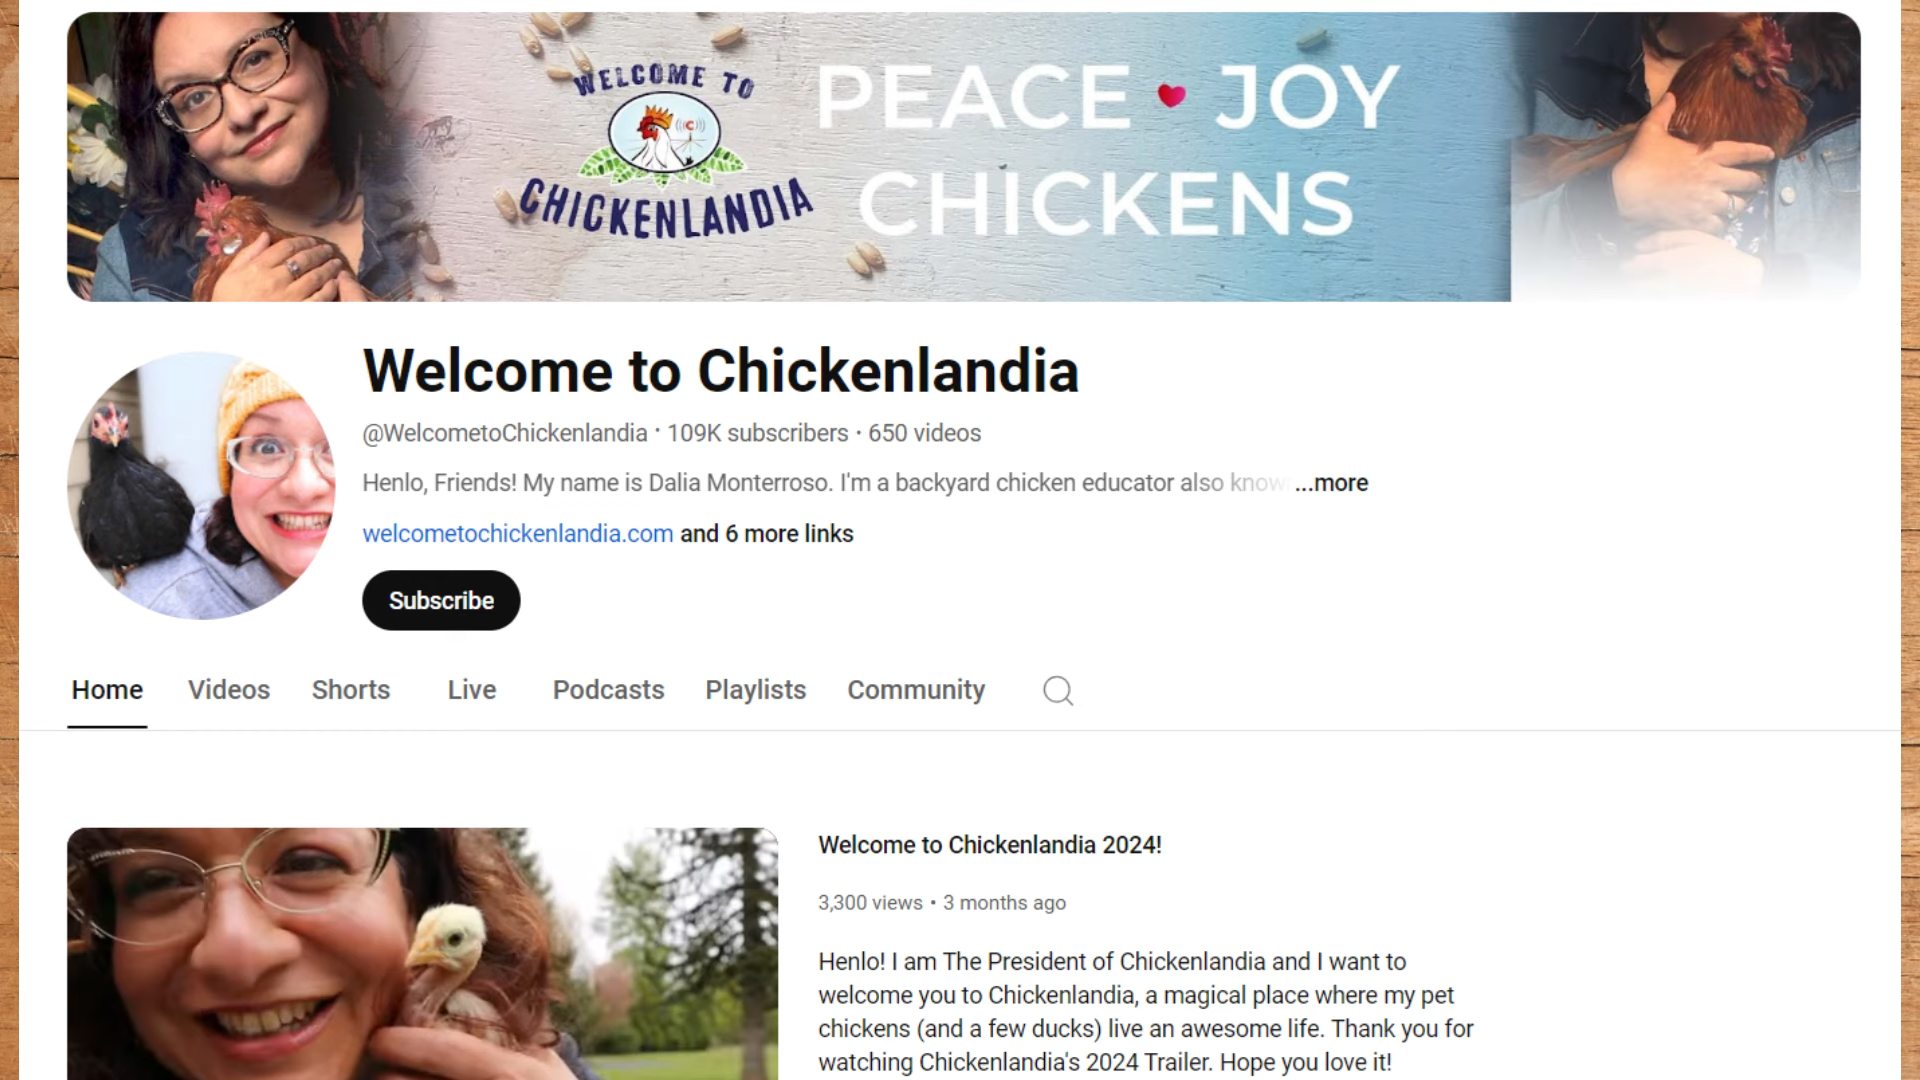 WELCOME TO
((C))
CHICKENLANDIA
PEACE JOY
CHICKENS
Welcome to Chickenlandia
@WelcometoChickenlandia · 109K subscribers · 650 videos
Henlo, Friends! My name is Dalia Monterroso. I'm a backyard chicken educator also know ...more
welcometochickenlandia.com and 6 more links
Subscribe
Home Videos Shorts Live Podcasts Playlists Community
Welcome to Chickenlandia 2024!
3,300 views • 3 months ago
Henlo! I am The President of Chickenlandia and I want to
welcome you to Chickenlandia, a magical place where my pet
chickens (and a few ducks) live an awesome life. Thank you for
watching Chickenlandia's 2024 Trailer. Hope you love it!